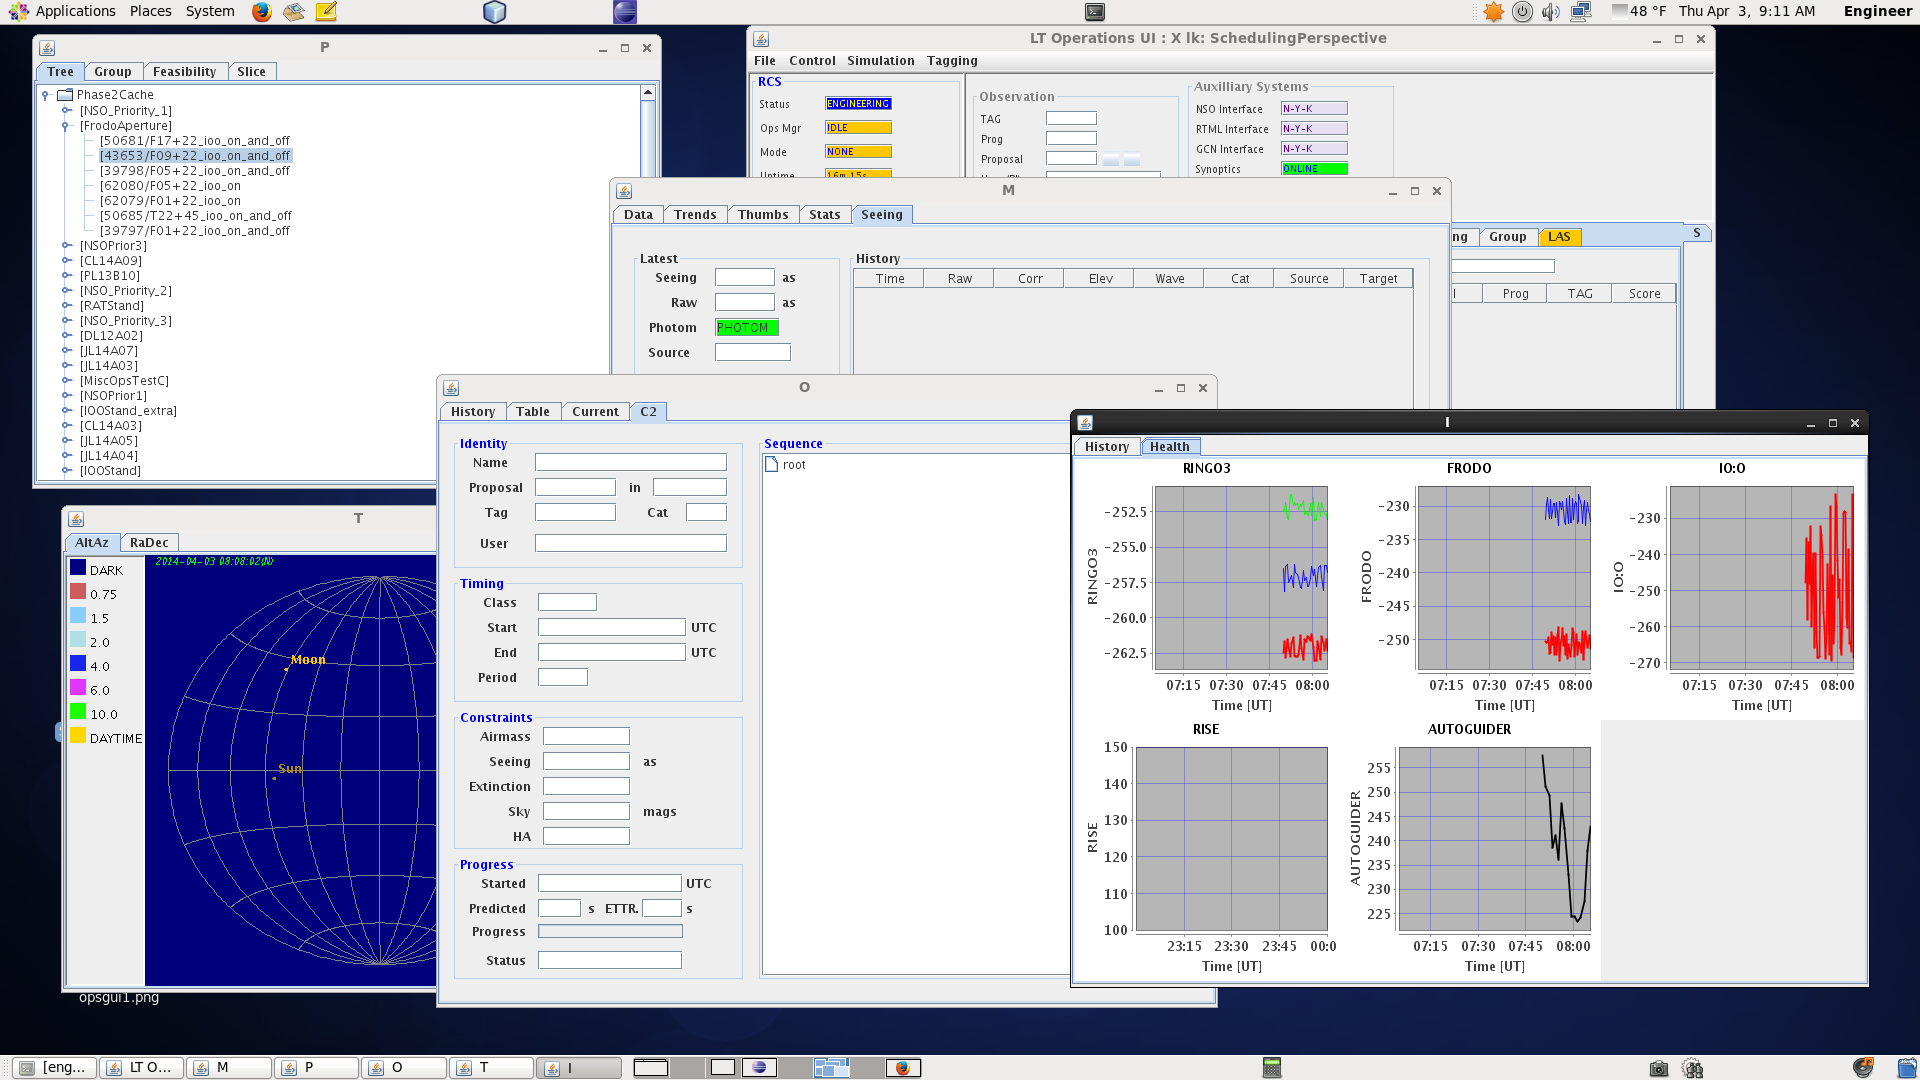 Applications Places System
48 °F Thu Apr 3, 9:11 AM Engineer
P
Tree Group Feasibility Slice
Phase2Cache
[NSO_Priority_1]
[FrodoAperture]
[50681/F17+22_ioo_on_and_off
[43653/F09+22_ioo_on_and_off
[39798/F05+22_ioo_on_and_off
[62080/F05+22_ioo_on
[62079/F01+22_ioo_on
[50685/T22+45_ioo_on_and_off
[39797/F01+22_ioo_on_and_off
[NSOPrior3]
[CL14A09]
[PL13B10]
[NSO_Priority_2]
[RATStand]
[NSO_Priority_3]
[DL12A02]
[JL14A07]
[JL14A03]
[MiscOpsTestC]
[NSOPrior1]
[IOOStand_extra]
[CL14A03]
[JL14A05]
[JL14A04]
[IOOStand]
LT Operations UI : X lk: SchedulingPerspective
File Control Simulation Tagging
RCS
Status ENGINEERING
Ops Mgr IDLE
Mode NONE
Uptime 16m 15s
Observation
TAG
Prog
Proposal
Auxilliary Systems
NSO Interface N-Y-K
RTML Interface N-Y-K
GCN Interface N-Y-K
Synoptics ONLINE
ng Group LAS S
Prog TAG Score
M
Data Trends Thumbs Stats Seeing
Latest
Seeing as
Raw as
Photom PHOTOM
Source
History
Time Raw Corr Elev Wave Cat Source Target
O
History Table Current C2
Identity
Name
Proposal in
Tag Cat
User
Timing
Class
Start UTC
End UTC
Period
Constraints
Airmass
Seeing as
Extinction
Sky mags
HA
Progress
Started UTC
Predicted s ETTR. s
Progress
Status
Sequence
root
T
AltAz RaDec
DARK
0.75
1.5
2.0
4.0
6.0
10.0
DAYTIME
2014-04-03 08:08:02(N)
Moon
Sun
opsgui1.png
I
History Health
RINGO3
RINGO3
-252.5
-255.0
-257.5
-260.0
-262.5
07:15 07:30 07:45 08:00
Time [UT]
FRODO
FRODO
-230
-235
-240
-245
-250
07:15 07:30 07:45 08:00
Time [UT]
IO:O
IO:O
-230
-240
-250
-260
-270
07:15 07:30 07:45 08:00
Time [UT]
RISE
RISE
150
140
130
120
110
100
23:15 23:30 23:45 00:0
Time [UT]
AUTOGUIDER
AUTOGUIDER
255
250
245
240
235
230
225
07:15 07:30 07:45 08:00
Time [UT]
[eng... LT O... M P O T I